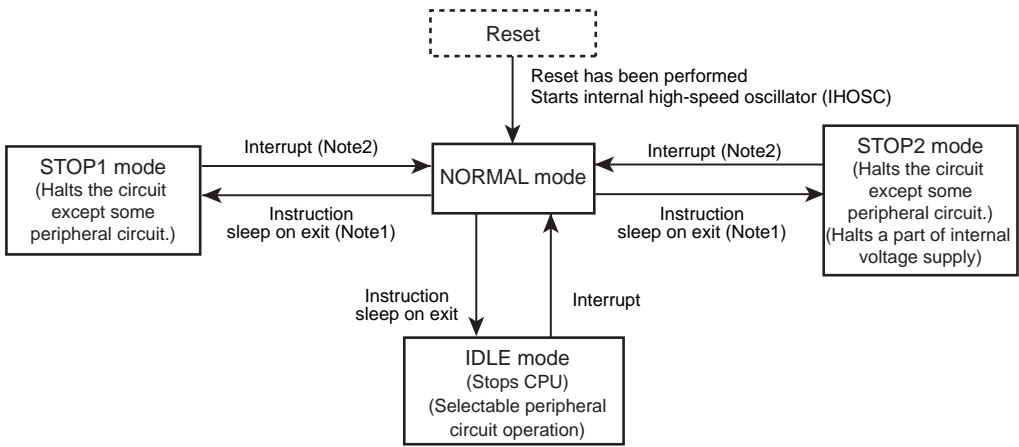 Reset
Reset has been performed
Starts internal high-speed oscillator (IHOSC)
STOP1 mode
(Halts the circuit
except some
peripheral circuit.)
Interrupt (Note2)
Instruction
sleep on exit (Note1)
NORMAL mode
Interrupt (Note2)
Instruction
sleep on exit (Note1)
STOP2 mode
(Halts the circuit
except some
peripheral circuit.)
(Halts a part of internal
voltage supply)
Instruction
sleep on exit
Interrupt
IDLE mode
(Stops CPU)
(Selectable peripheral
circuit operation)